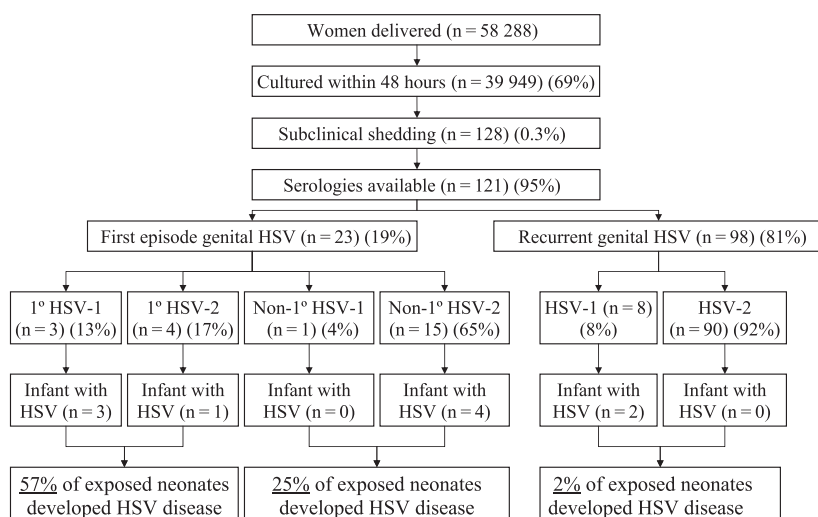 Women delivered (n = 58 288)
Cultured within 48 hours (n = 39 949) (69%)
Subclinical shedding (n = 128) (0.3%)
Serologies available (n = 121) (95%)
First episode genital HSV (n = 23) (19%)
Recurrent genital HSV (n = 98) (81%)
1º HSV-1
(n = 3) (13%)
1º HSV-2
(n = 4) (17%)
Non-1º HSV-1
(n = 1) (4%)
Non-1º HSV-2
(n = 15) (65%)
HSV-1 (n = 8)
(8%)
HSV-2
(n = 90) (92%)
Infant with
HSV (n = 3)
Infant with
HSV (n = 1)
Infant with
HSV (n = 0)
Infant with
HSV (n = 4)
Infant with
HSV (n = 2)
Infant with
HSV (n = 0)
57% of exposed neonates
developed HSV disease
25% of exposed neonates
developed HSV disease
2% of exposed neonates
developed HSV disease